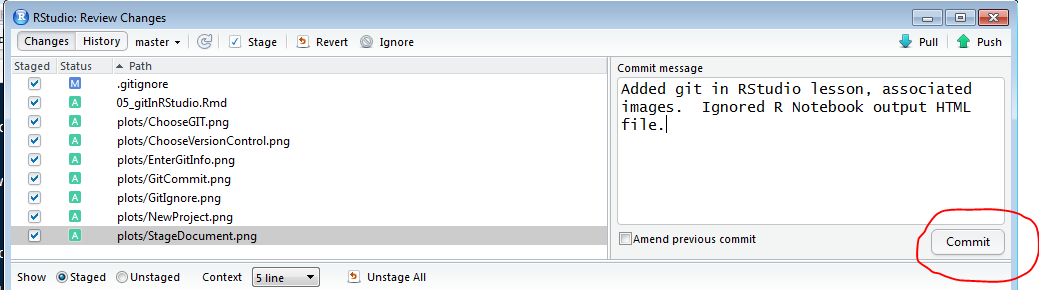 RStudio: Review Changes
Changes History master Stage Revert Ignore Pull Push
Staged Status Path
M .gitignore
A 05_gitInRStudio.Rmd
A plots/ChooseGIT.png
A plots/ChooseVersionControl.png
A plots/EnterGitInfo.png
A plots/GitCommit.png
A plots/GitIgnore.png
A plots/NewProject.png
A plots/StageDocument.png
Commit message
Added git in RStudio lesson, associated
images.  Ignored R Notebook output HTML
file.
Amend previous commit
Commit
Show Staged Unstaged Context 5 line Unstage All